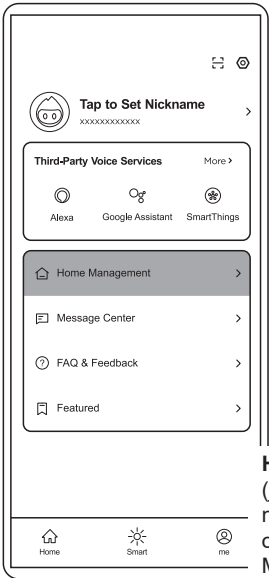 Tap to Set Nickname
xxxxxxxxxxxx
Third-Party Voice Services More
Alexa Google Assistant SmartThings
Home Management
Message Center
FAQ & Feedback
Featured
Home Smart me